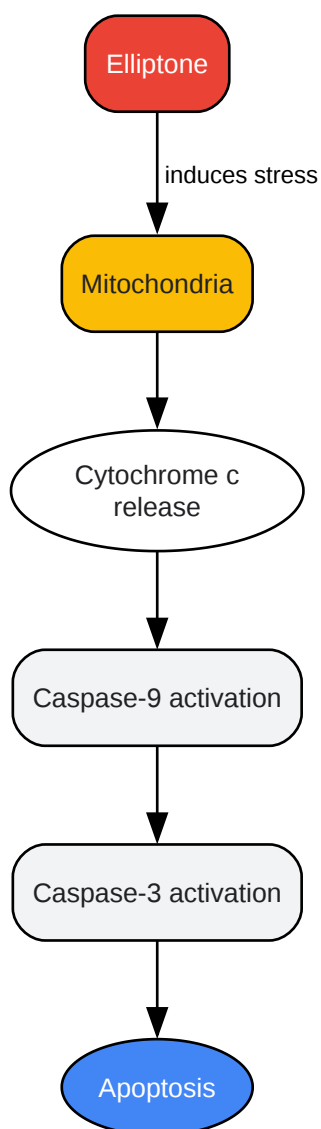 Elliptone
induces stress
Mitochondria
Cytochrome c
release
Caspase-9 activation
Caspase-3 activation
Apoptosis